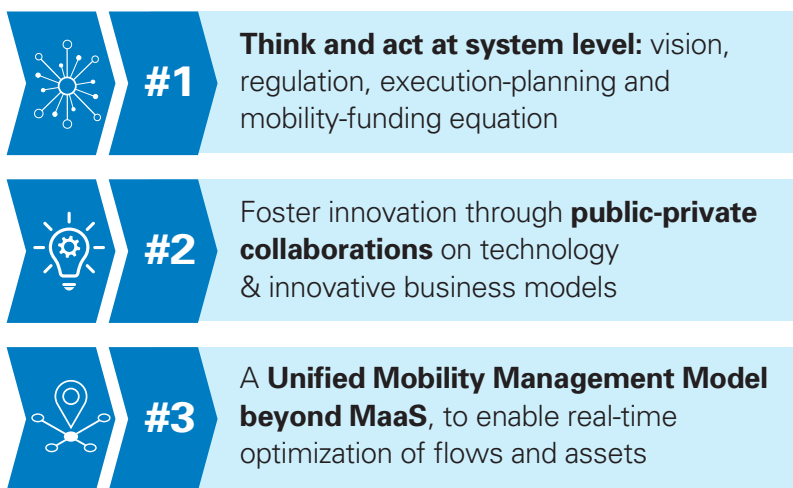 #1
Think and act at system level: vision,
regulation, execution-planning and
mobility-funding equation
#2
Foster innovation through public-private
collaborations on technology
& innovative business models
#3
A Unified Mobility Management Model
beyond MaaS, to enable real-time
optimization of flows and assets